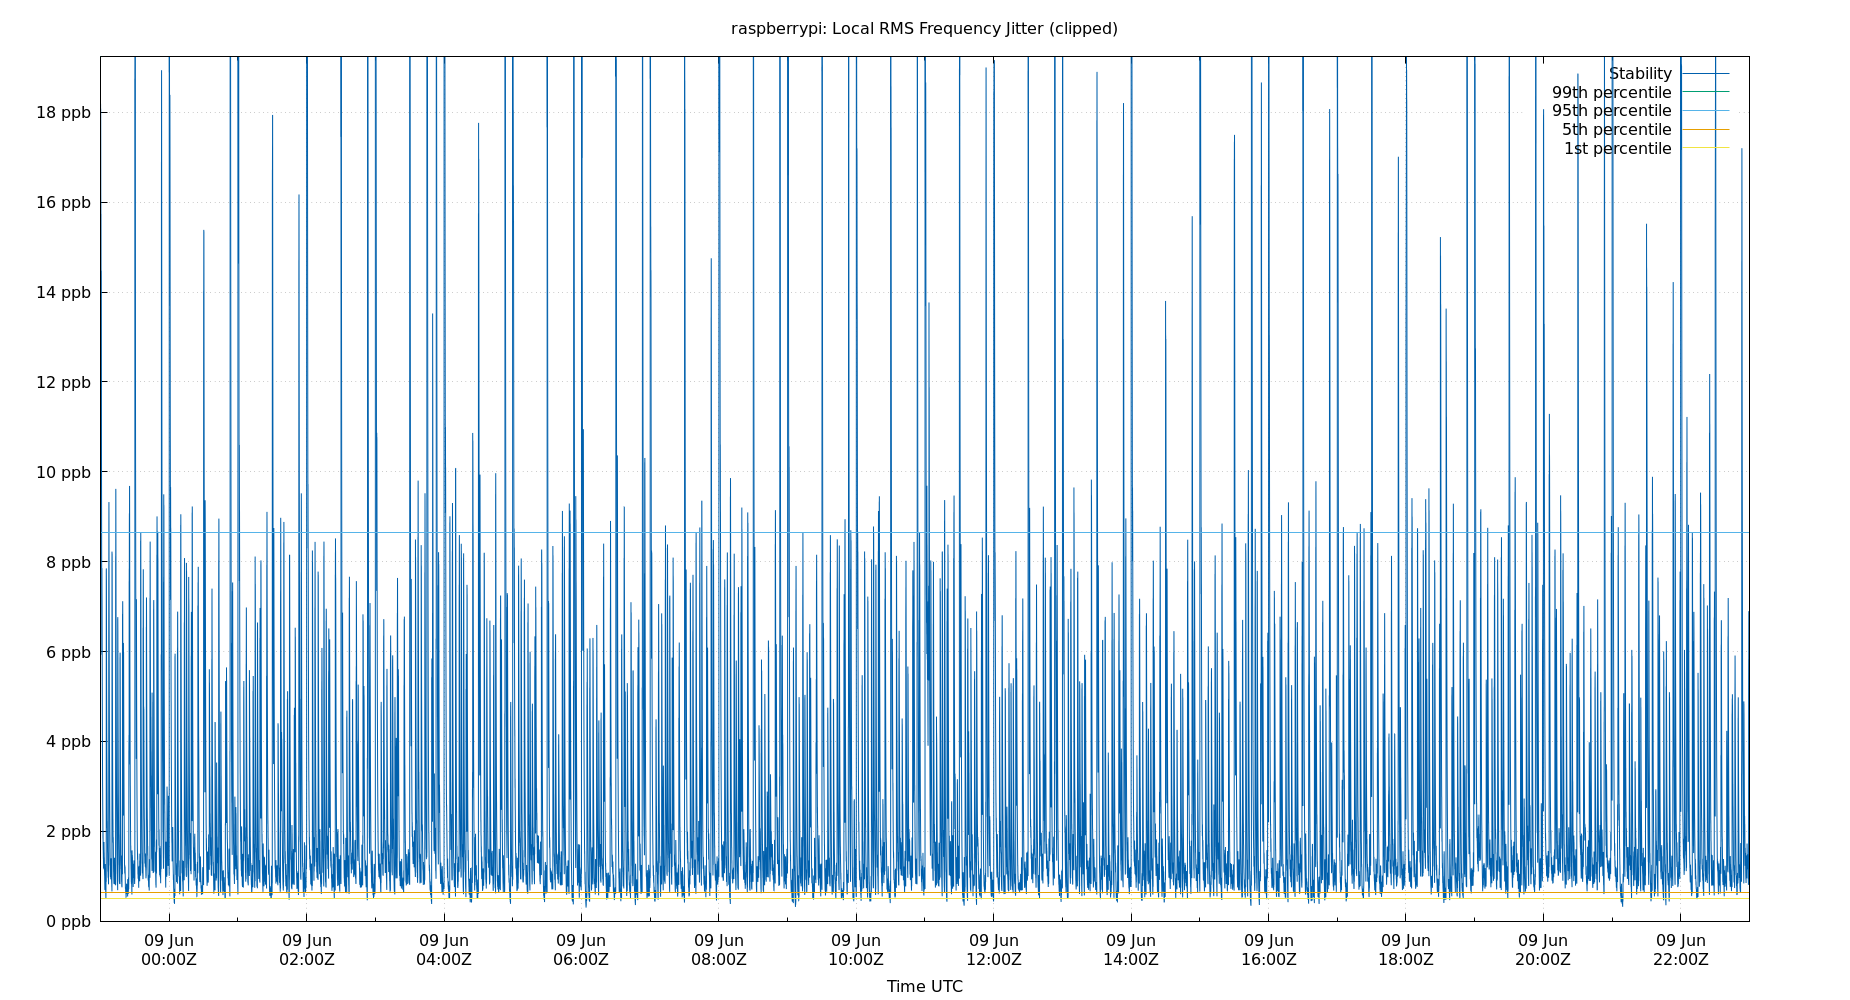 raspberrypi: Local RMS Frequency Jitter (clipped)
Stability
99th percentile
95th percentile
5th percentile
1st percentile
18 ppb
16 ppb
14 ppb
12 ppb
10 ppb
8 ppb
6 ppb
4 ppb
2 ppb
0 ppb
09 Jun 09 Jun 09 Jun 09 Jun 09 Jun 09 Jun 09 Jun 09 Jun 09 Jun 09 Jun 09 Jun 09 Jun
00:00Z 02:00Z 04:00Z 06:00Z 08:00Z 10:00Z 12:00Z 14:00Z 16:00Z 18:00Z 20:00Z 22:00Z
Time UTC